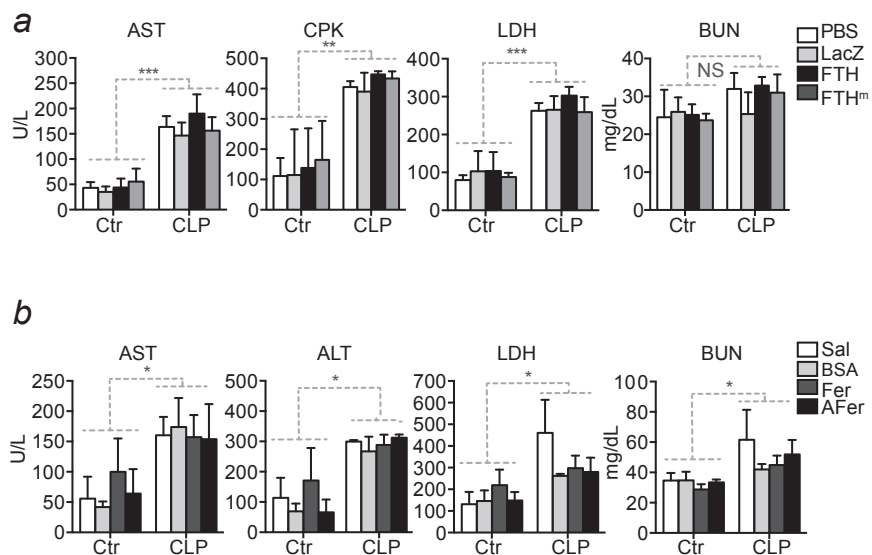 a
AST
CPK
LDH
BUN
PBS
LacZ
FTH
FTHᵐ
U/L
300
250
200
150
100
50
0
***
Ctr
CLP
500
400
300
200
100
0
**
Ctr
CLP
400
300
200
100
0
***
Ctr
CLP
mg/dL
40
30
20
10
0
NS
Ctr
CLP
b
AST
ALT
LDH
BUN
Sal
BSA
Fer
AFer
U/L
250
200
150
100
50
0
*
Ctr
CLP
500
400
300
200
100
0
*
Ctr
CLP
700
600
500
400
300
200
100
0
*
Ctr
CLP
mg/dL
100
80
60
40
20
0
*
Ctr
CLP